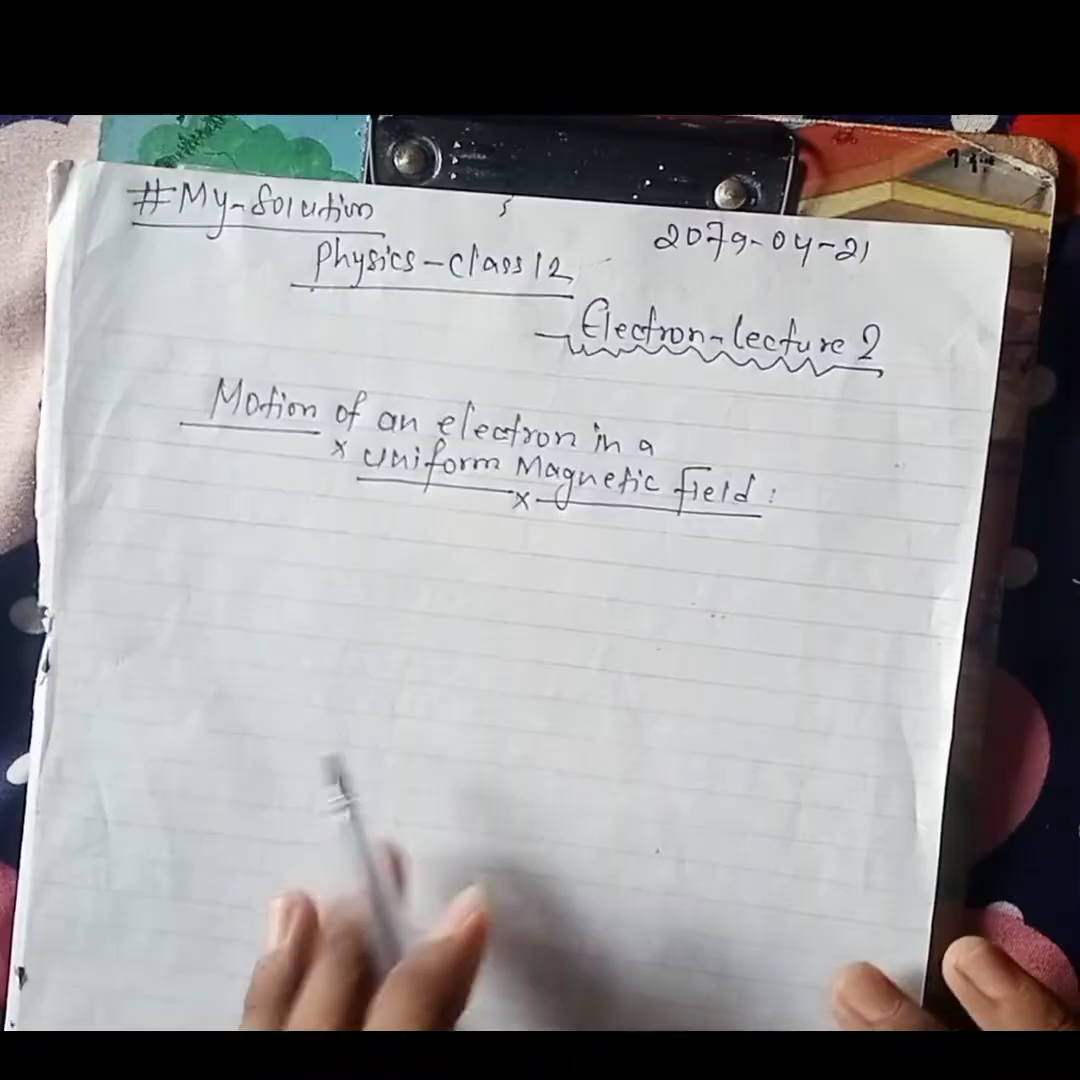 #My-Solution
2079-04-21
Physics-class 12
Electron-lecture 2
Motion of an electron in a
uniform Magnetic field: